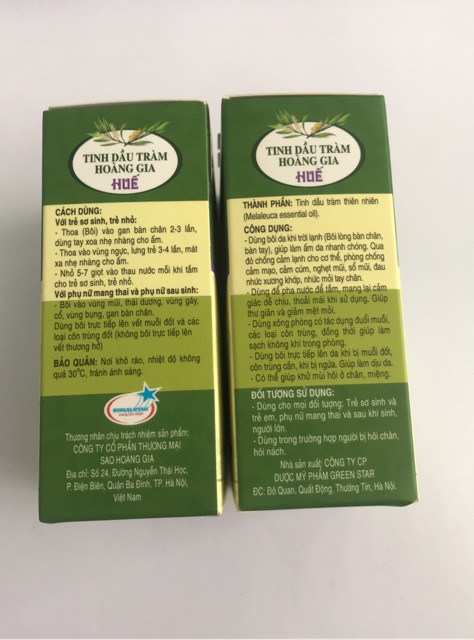 TINH DẦU TRÀM
HOÀNG GIA
HUẾ
CÁCH DÙNG:
Với trẻ sơ sinh, trẻ nhỏ:
- Thoa (Bôi) vào gan bàn chân 2-3 lần,
dùng tay xoa nhẹ nhàng cho ấm.
- Thoa vùng ngực, lưng trẻ 3-4 lần, mát
xa nhẹ nhàng cho ấm.
- Nhỏ 5-7 giọt vào thau nước mỗi khi tắm
cho trẻ sơ sinh, trẻ nhỏ.
Với phụ nữ mang thai và phụ nữ sau sinh:
- Bôi vào vùng mũi, thái dương, vùng gáy,
cổ, vùng bụng, gan bàn chân.
Dùng bôi trực tiếp lên vết muỗi đốt và các
loại côn trùng đốt (không bôi trực tiếp lên
vết thương hở)
BẢO QUẢN: Nơi khô ráo, nhiệt độ không
quá 30°C, tránh ánh sáng.
RONALSTAR
Thương nhân chịu trách nhiệm sản phẩm:
CÔNG TY CỔ PHẦN THƯƠNG MẠI
SAO HOÀNG GIA
Địa chỉ: Số 24, Đường Nguyễn Thái Học,
P. Điện Biên, Quận Ba Đình, TP. Hà Nội,
Việt Nam
TINH DẦU TRÀM
HOÀNG GIA
HUẾ
THÀNH PHẦN: Tinh dầu tràm thiên nhiên
(Melaleuca essential oil).
CÔNG DỤNG:
- Dùng bôi da khi trời lạnh (Bôi lòng bàn chân,
bàn tay), giúp làm ấm da nhanh chóng. Qua
đó chống cảm lạnh cho cơ thể, phòng chống
cảm mạo, cảm cúm, nghẹt mũi, sổ mũi, đau
nhức xương khớp, nhức mỏi tay chân.
- Dùng để pha nước để tắm, mang lại cảm
giác dễ chịu, thoải mái khi sử dụng. Giúp
thư giãn và giảm mệt mỏi.
- Dùng xông phòng có tác dụng đuổi muỗi,
các loại côn trùng, đồng thời giúp làm
sạch không khí trong phòng.
- Dùng bôi trực tiếp lên da khi bị muỗi đốt,
côn trùng cắn, khi bị ngứa. Giúp làm dịu da.
- Có thể giúp khử mùi hôi ở chân, miệng.
ĐỐI TƯỢNG SỬ DỤNG:
- Dùng cho mọi đối tượng: Trẻ sơ sinh và
trẻ em, phụ nữ mang thai và sau khi sinh,
người lớn.
- Dùng trong trường hợp người bị hôi chân,
hôi nách.
Nhà sản xuất: CÔNG TY CP
DƯỢC MỸ PHẨM GREEN STAR
ĐC: Đô Quan, Quất Động, Thường Tín, Hà Nội.